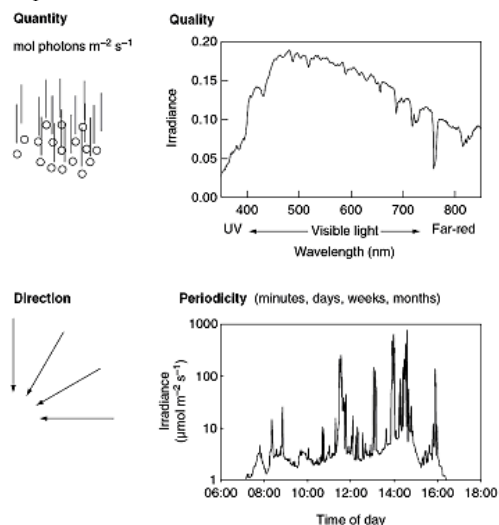 Quantity
mol photons m⁻² s⁻¹
Quality
Irradiance
0.20
0.15
0.10
0.05
0.00
400 500 600 700 800
UV Visible light Far-red
Wavelength (nm)
Direction
Periodicity (minutes, days, weeks, months)
Irradiance
(µmol m⁻² s⁻¹)
1000
100
10
1
06:00 08:00 10:00 12:00 14:00 16:00 18:00
Time of day